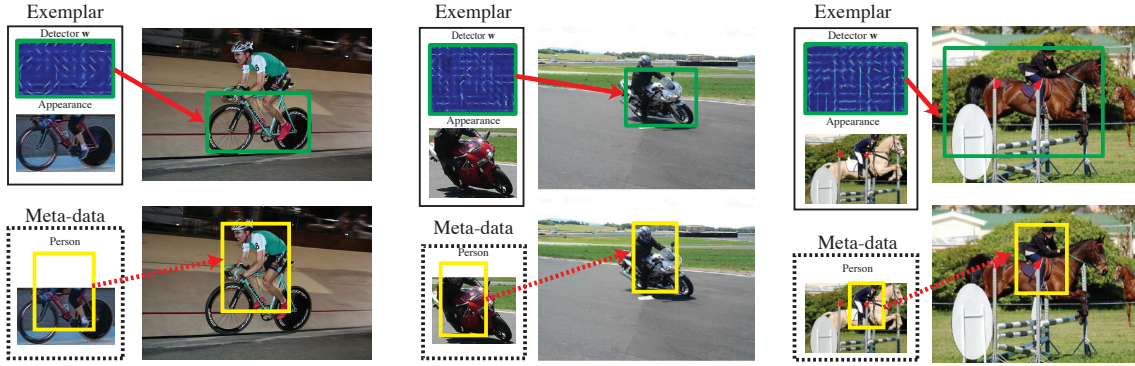 Exemplar
Detector w
Appearance
Meta-data
Person
Exemplar
Detector w
Appearance
Meta-data
Person
Exemplar
Detector w
Appearance
Meta-data
Person